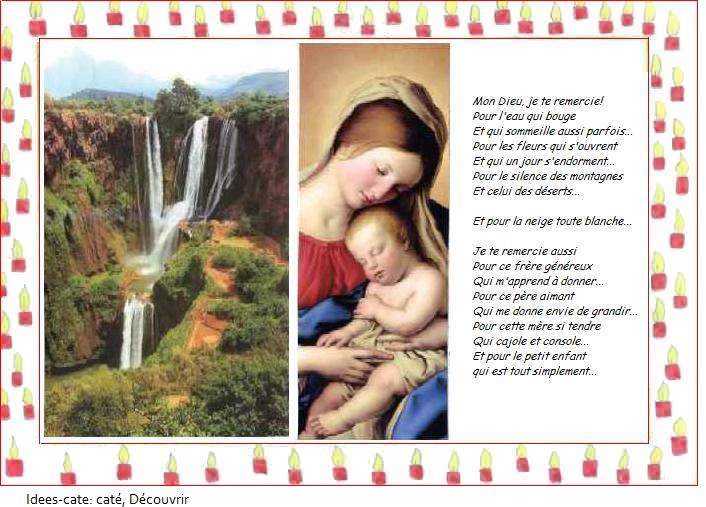 Mon Dieu, je te remercie!
Pour l'eau qui bouge
Et qui sommeille aussi parfois...
Pour les fleurs qui s'ouvrent
Et qui un jour s'endorment...
Pour le silence des montagnes
Et celui des déserts...
Et pour la neige toute blanche...
Je te remercie aussi
Pour ce frère généreux
Qui m'apprend à donner...
Pour ce père aimant
Qui me donne envie de grandir...
Pour cette mère si tendre
Qui cajole et console...
Et pour le petit enfant
qui est tout simplement...
Idees-cate: caté, Découvrir